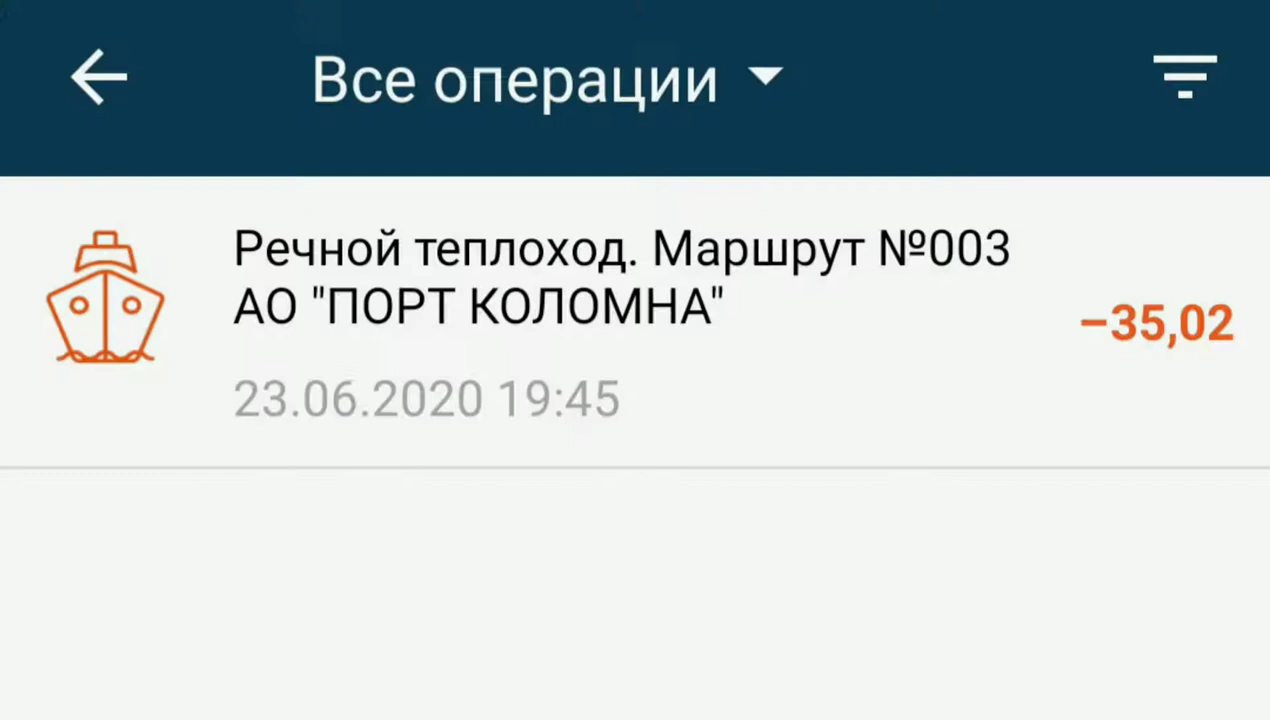 Все операции
Речной теплоход. Маршрут №003
АО "ПОРТ КОЛОМНА"
–35,02
23.06.2020 19:45